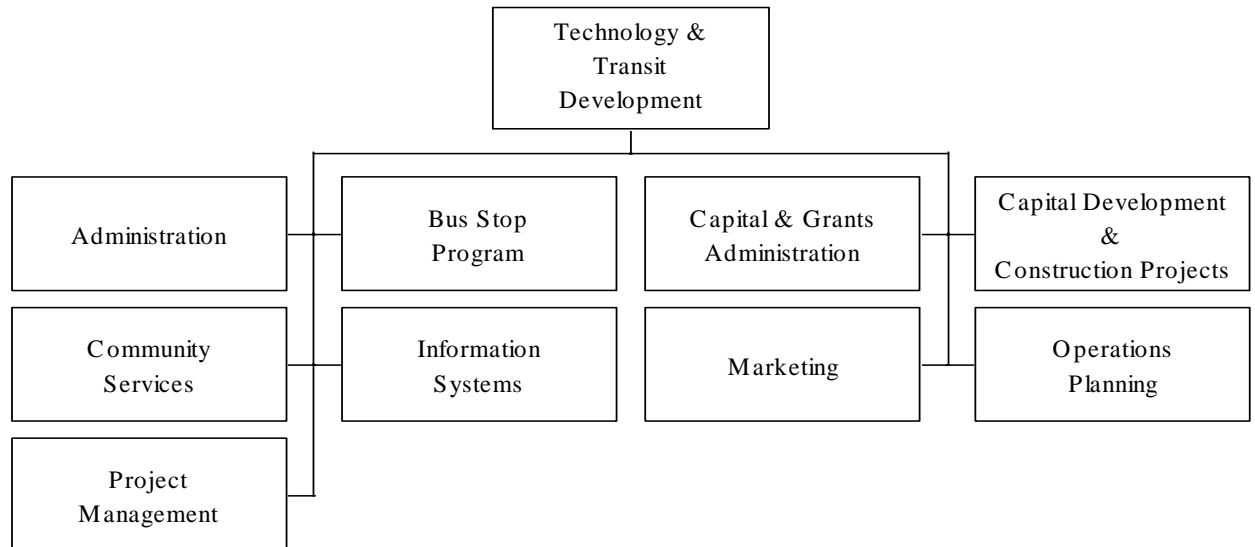 Technology &
Transit
Development
Administration
Bus Stop
Program
Capital & Grants
Administration
Capital Development
&
Construction Projects
Community
Services
Information
Systems
Marketing
Operations
Planning
Project
Management